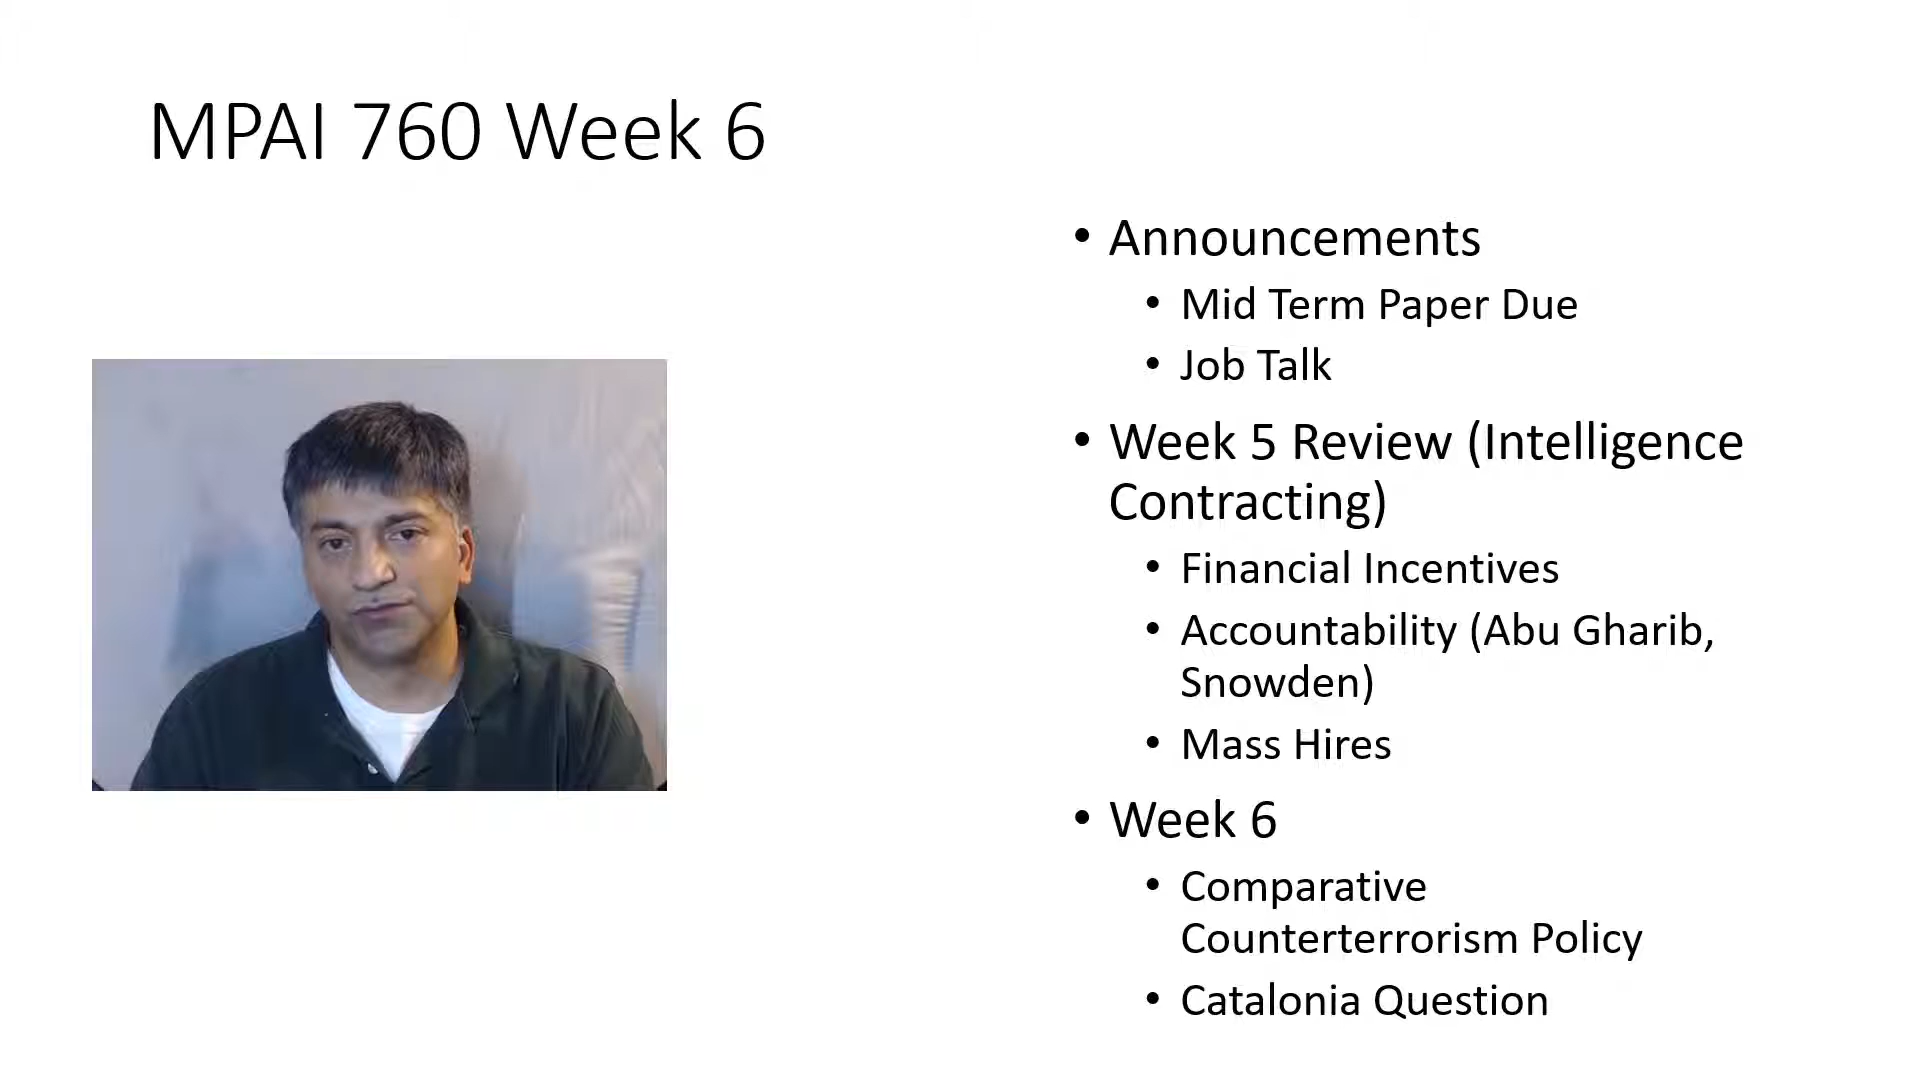 MPAI 760 Week 6
• Announcements
• Mid Term Paper Due
• Job Talk
• Week 5 Review (Intelligence
Contracting)
• Financial Incentives
• Accountability (Abu Gharib,
Snowden)
• Mass Hires
• Week 6
• Comparative
Counterterrorism Policy
• Catalonia Question